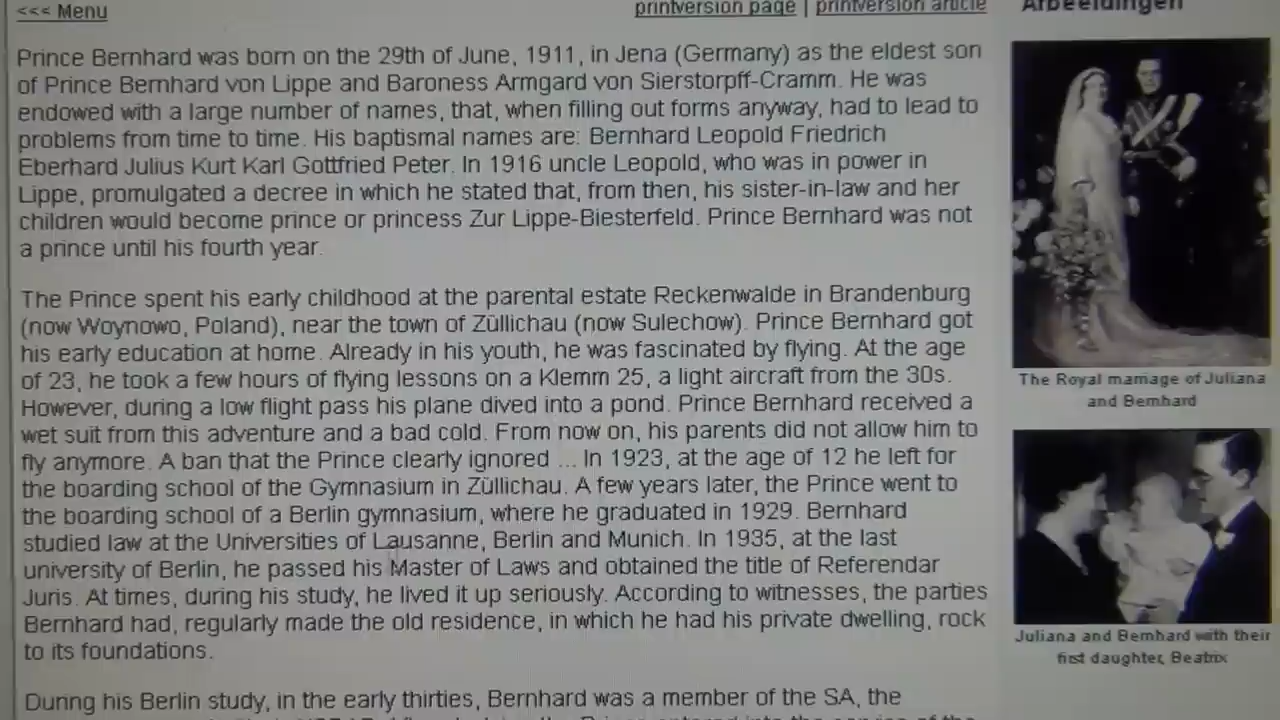 <<< Menu
printversion page | printversion article
Afbeeldingen
Prince Bernhard was born on the 29th of June, 1911, in Jena (Germany) as the eldest son
of Prince Bernhard von Lippe and Baroness Armgard von Sierstorpff-Cramm. He was
endowed with a large number of names, that, when filling out forms anyway, had to lead to
problems from time to time. His baptismal names are: Bernhard Leopold Friedrich
Eberhard Julius Kurt Karl Gottfried Peter. In 1916 uncle Leopold, who was in power in
Lippe, promulgated a decree in which he stated that, from then, his sister-in-law and her
children would become prince or princess Zur Lippe-Biesterfeld. Prince Bernhard was not
a prince until his fourth year.
The Prince spent his early childhood at the parental estate Reckenwalde in Brandenburg
(now Woynowo, Poland), near the town of Züllichau (now Sulechow). Prince Bernhard got
his early education at home. Already in his youth, he was fascinated by flying. At the age
of 23, he took a few hours of flying lessons on a Klemm 25, a light aircraft from the 30s.
However, during a low flight pass his plane dived into a pond. Prince Bernhard received a
wet suit from this adventure and a bad cold. From now on, his parents did not allow him to
fly anymore. A ban that the Prince clearly ignored ... In 1923, at the age of 12 he left for
the boarding school of the Gymnasium in Züllichau. A few years later, the Prince went to
the boarding school of a Berlin gymnasium, where he graduated in 1929. Bernhard
studied law at the Universities of Lausanne, Berlin and Munich. In 1935, at the last
university of Berlin, he passed his Master of Laws and obtained the title of Referendar
Juris. At times, during his study, he lived it up seriously. According to witnesses, the parties
Bernhard had, regularly made the old residence, in which he had his private dwelling, rock
to its foundations.
During his Berlin study, in the early thirties, Bernhard was a member of the SA, the
The Royal marriage of Juliana
and Bernhard
Juliana and Bernhard with their
first daughter, Beatrix